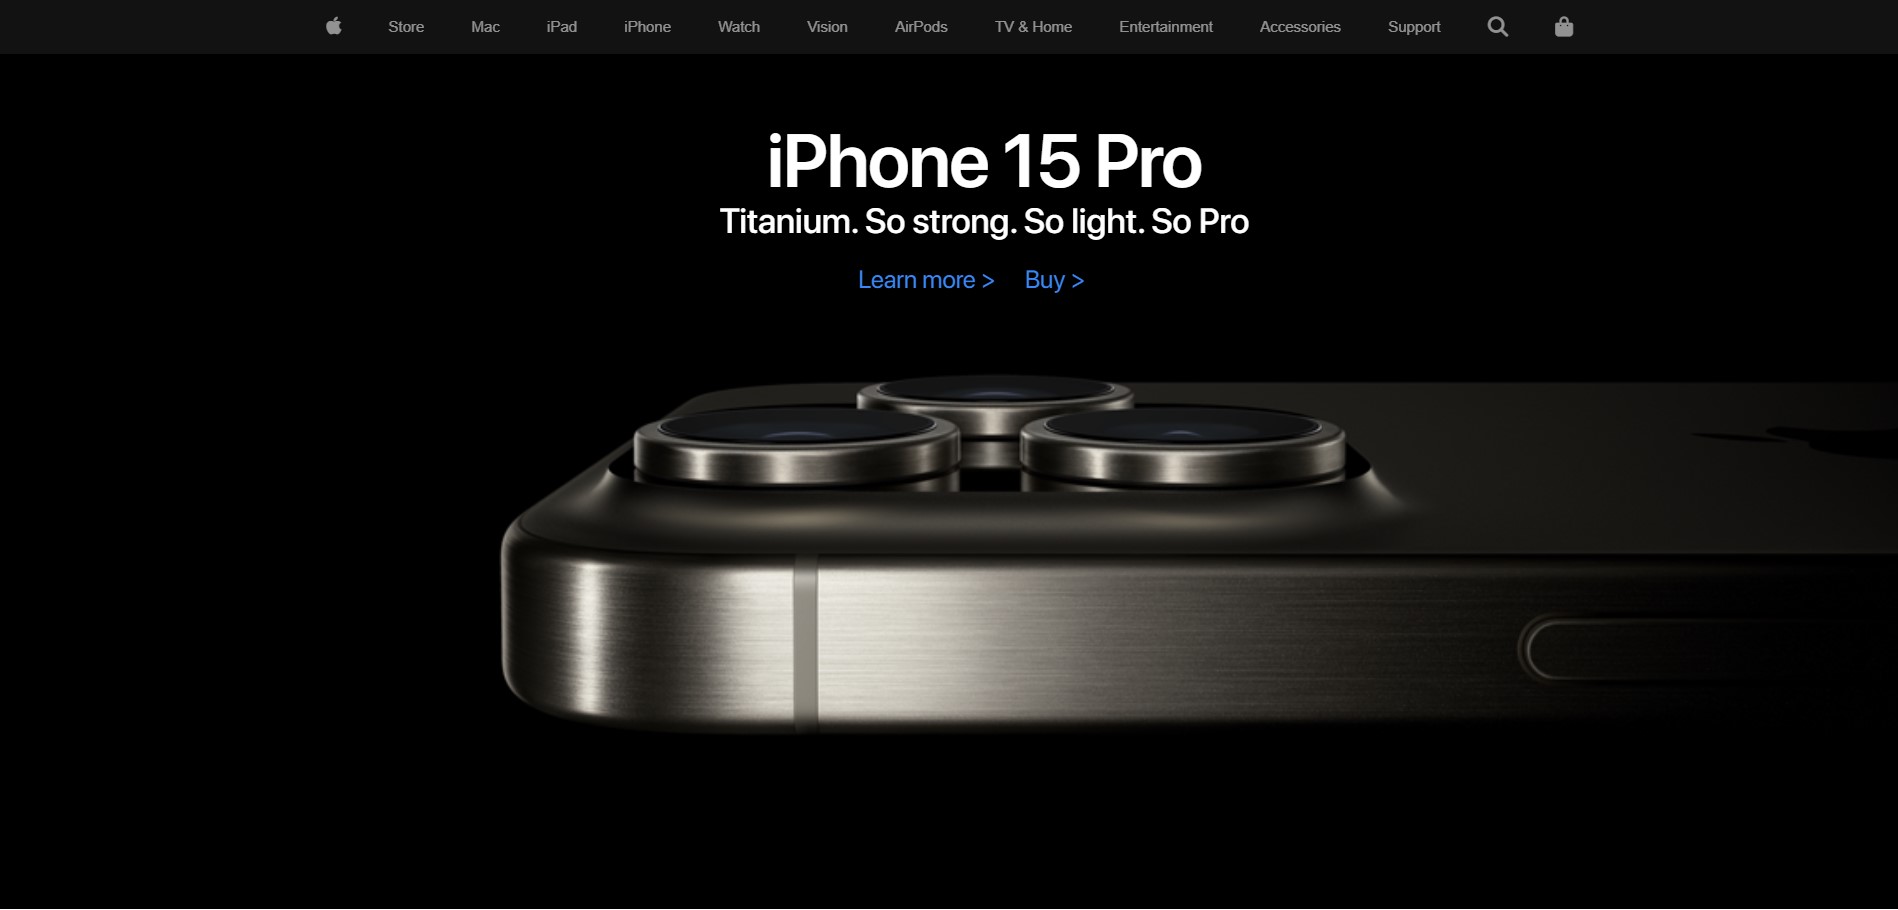 Store Mac iPad iPhone Watch Vision AirPods TV & Home Entertainment Accessories Support
iPhone 15 Pro
Titanium. So strong. So light. So Pro
Learn more > Buy >